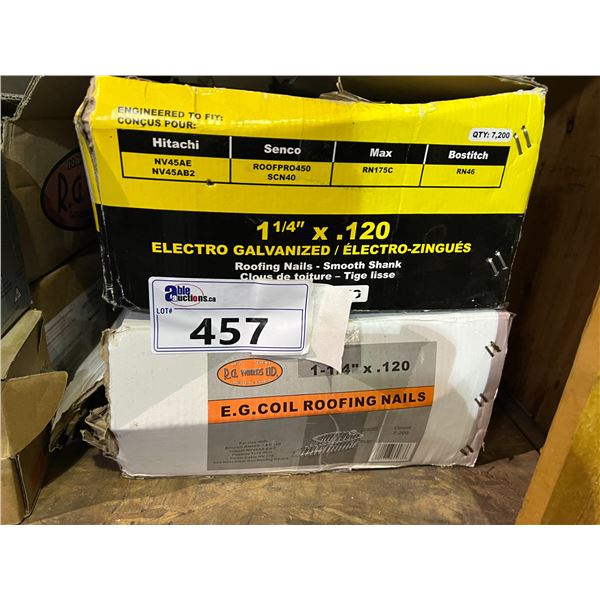 ENGINEERED TO FIT:
CONÇUS POUR:
QTY: 7,200
Hitachi Senco Max Bostitch
NV45AE ROOFPRO450 RN175C RN46
NV45AB2 SCN40
1 1/4" x .120
ELECTRO GALVANIZED / ÉLECTRO-ZINGUÉS
Roofing Nails - Smooth Shank
Clous de toiture – Tige lisse
able
auctions.ca
LOT#
457
1-1/4" x .120
E.G.COIL ROOFING NAILS
7,200